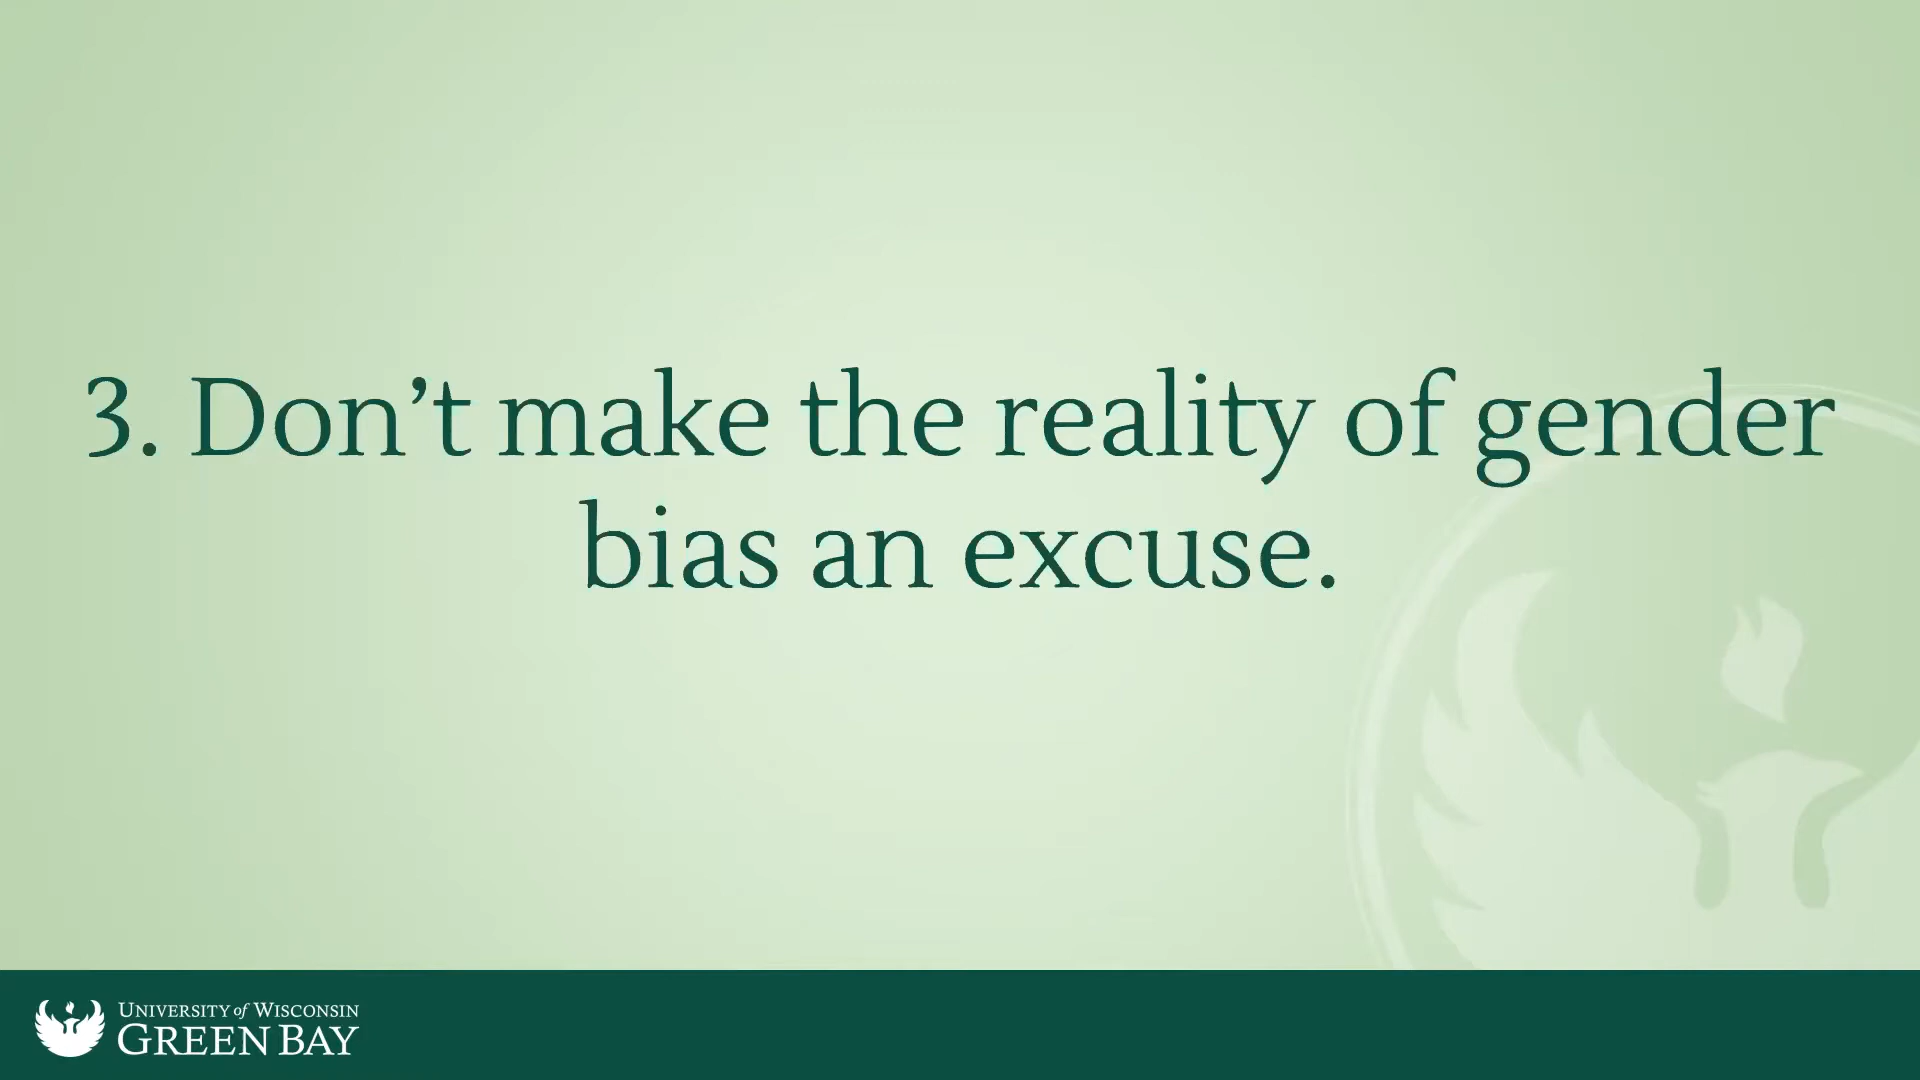 3. Don’t make the reality of gender
bias an excuse.
University of Wisconsin
Green Bay